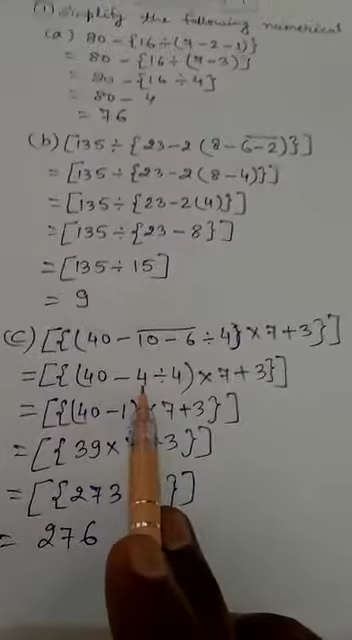 (1) simplify the following numerical
(a) 80 - {16÷(7-2-1)}
= 80 - {16÷(7-3)}
= 80 - {16÷4}
= 80 - 4
= 76
(b) [135 ÷ {23-2 (8-6̅-̅2̅)}]
= [135 ÷ {23-2(8-4)}]
= [135 ÷ {23-2(4)}]
= [135 ÷ {23-8}]
= [135 ÷ 15]
= 9
(c) [{(40 - 1̅0̅ ̅-̅ ̅6̅ ÷ 4} × 7+3}]
= [{(40 - 4 ÷ 4) × 7 + 3}]
= [{(40-1) 7+3}]
= [{39× 3}]
= [{273 }]
= 276